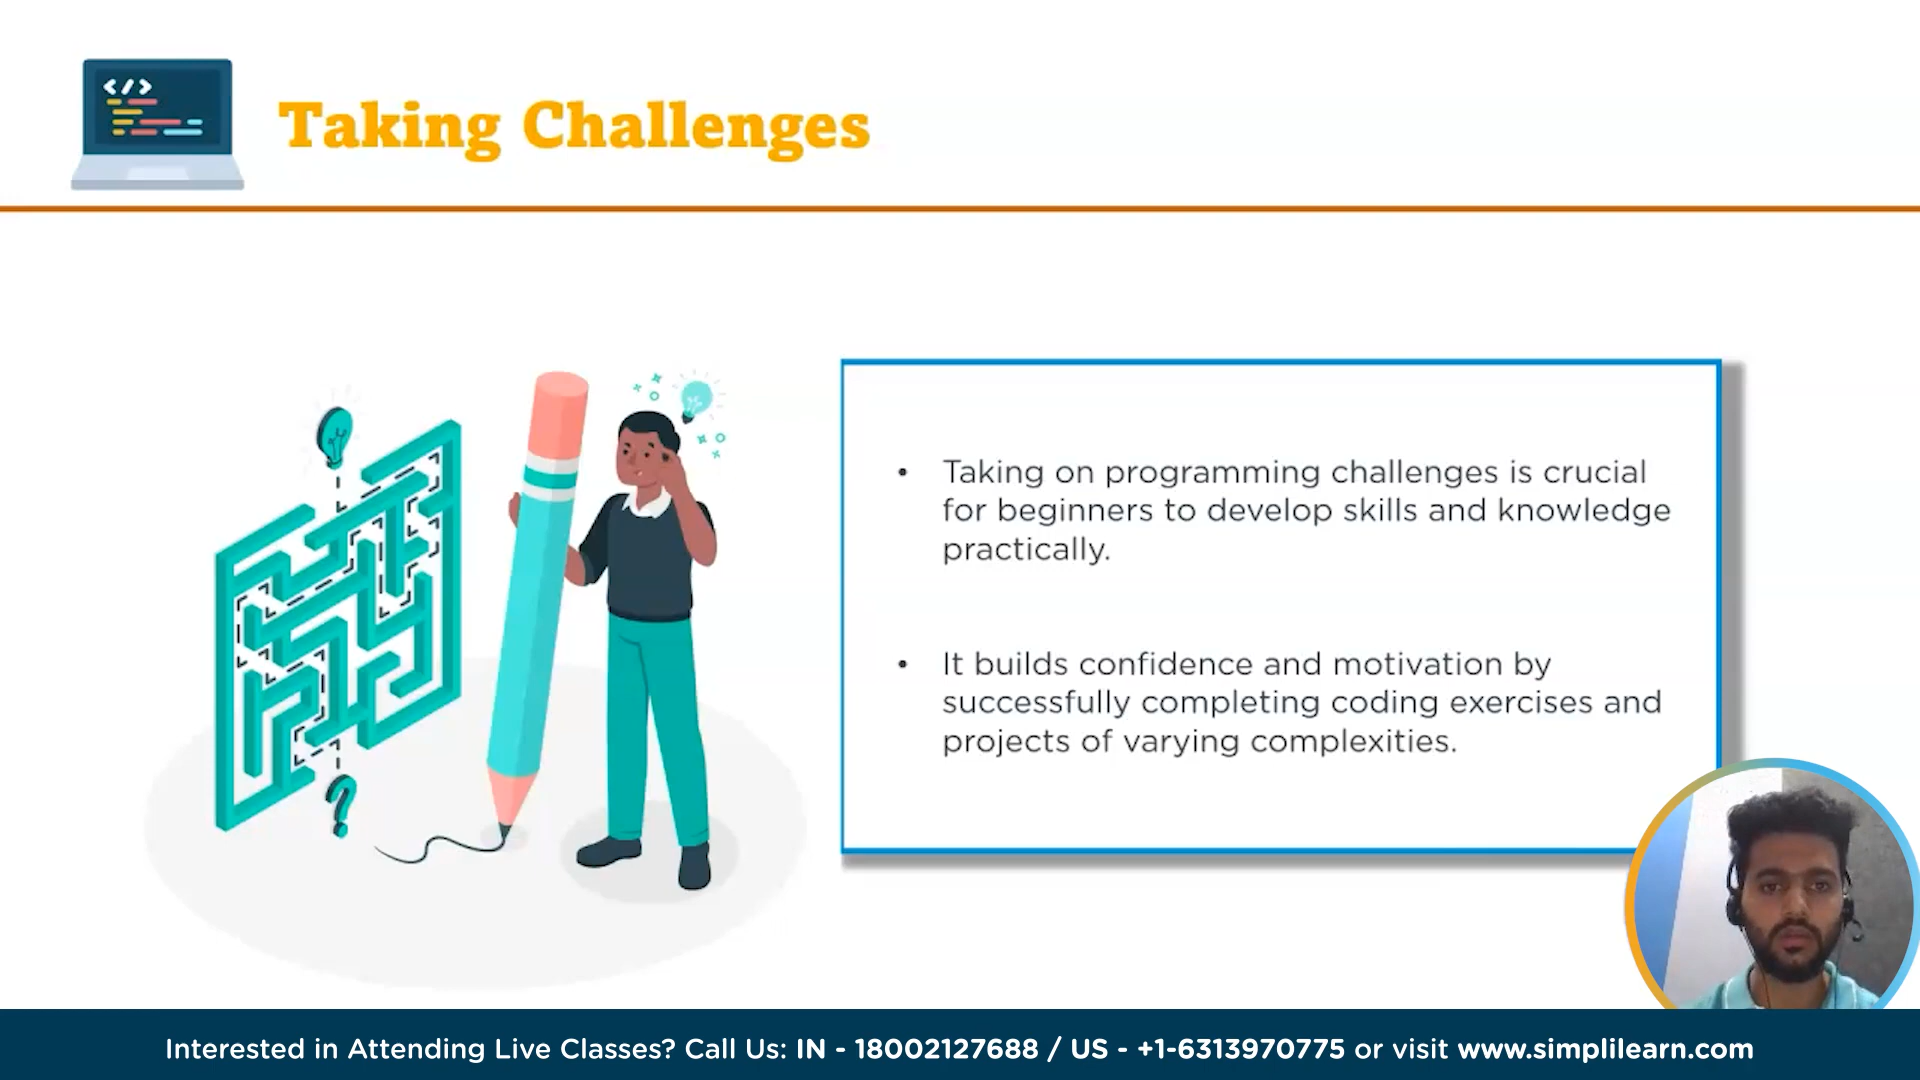 </>
Taking Challenges
• Taking on programming challenges is crucial
for beginners to develop skills and knowledge
practically.
• It builds confidence and motivation by
successfully completing coding exercises and
projects of varying complexities.
?
Interested in Attending Live Classes? Call Us: IN - 18002127688 / US - +1-6313970775 or visit www.simplilearn.com